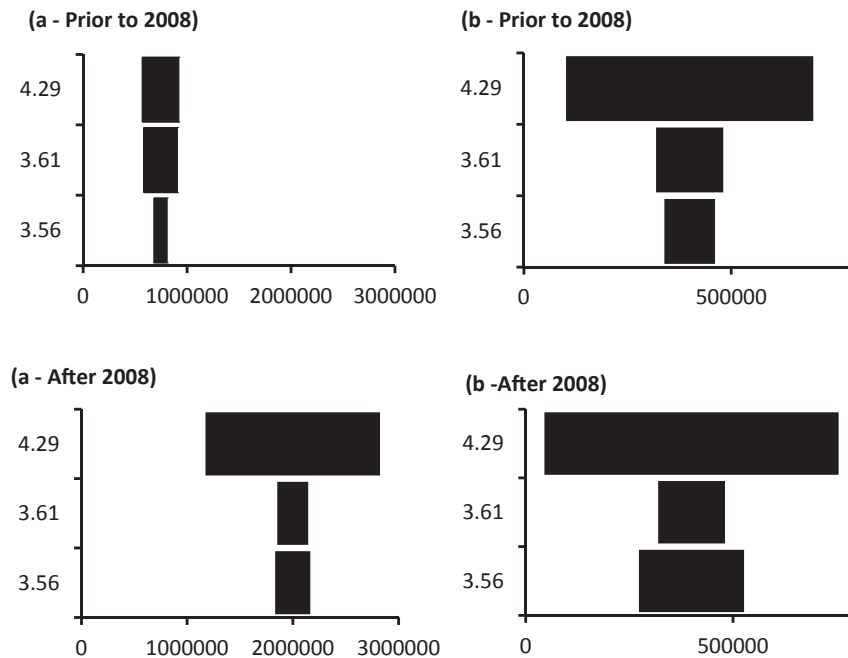 (a - Prior to 2008)
4.29
3.61
3.56
0 1000000 2000000 3000000
(b - Prior to 2008)
4.29
3.61
3.56
0 500000
(a - After 2008)
4.29
3.61
3.56
0 1000000 2000000 3000000
(b -After 2008)
4.29
3.61
3.56
0 500000